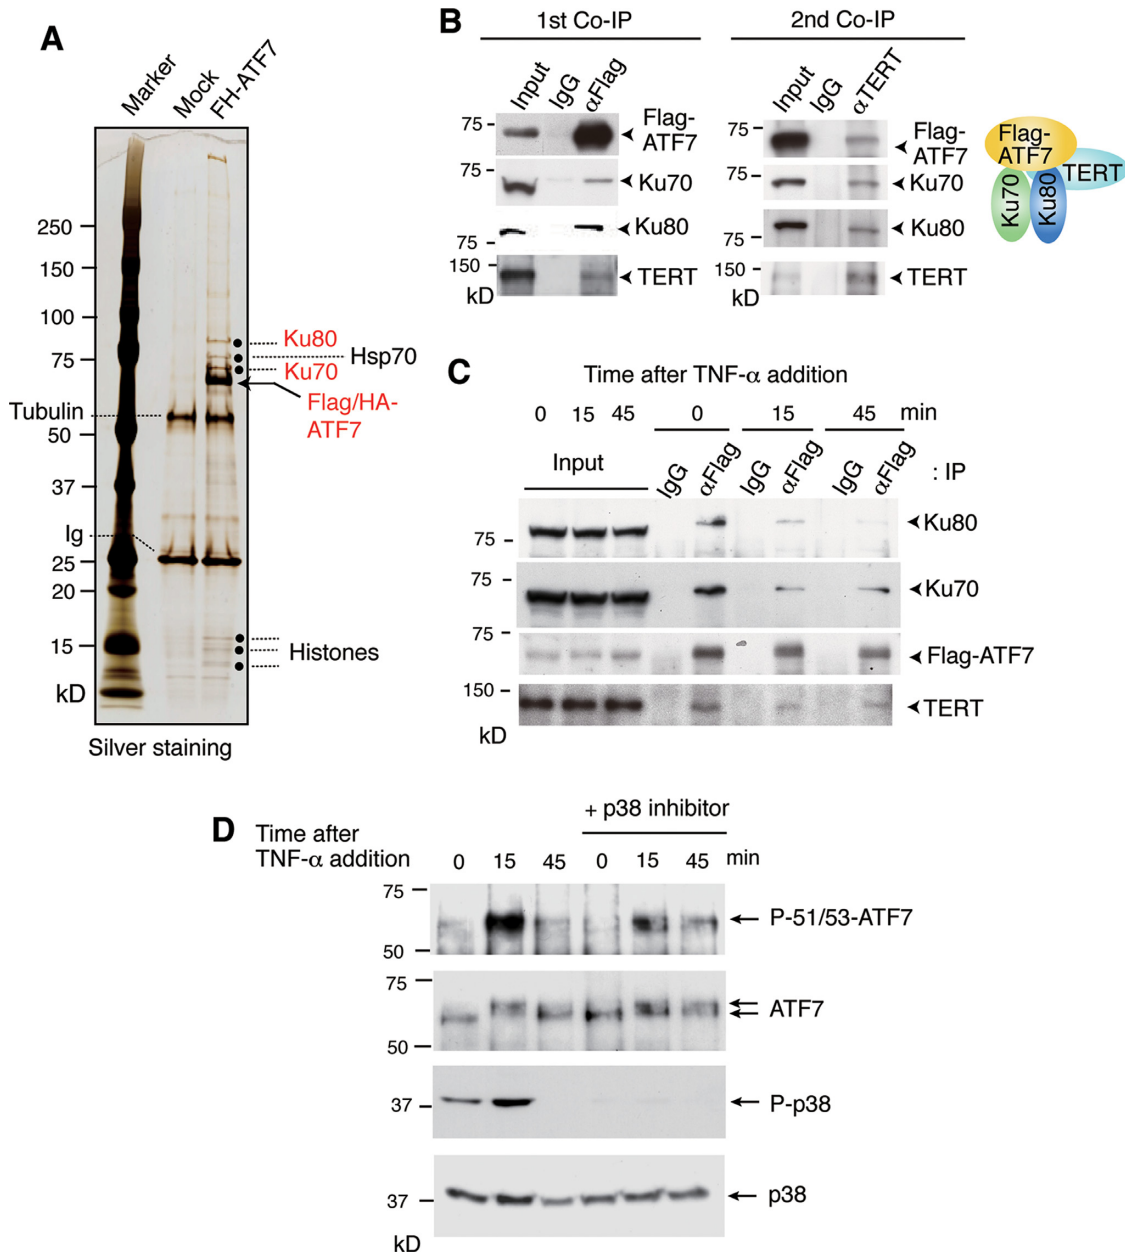 A
Marker
Mock
FH-ATF7
250
150
100
75
Tubulin
50
37
Ig
25
20
15
kD
Ku80
Hsp70
Ku70
Flag/HA-
ATF7
Histones
Silver staining
B
1st Co-IP
Input
IgG
αFlag
75
Flag-
ATF7
75
Ku70
Ku80
75
150
TERT
kD
2nd Co-IP
Input
IgG
αTERT
75
Flag-
ATF7
75
Ku70
Ku80
75
150
TERT
kD
Flag-
ATF7
TERT
Ku70
Ku80
C
Time after TNF-α addition
0 15 45 0 15 45 min
Input
IgG
αFlag
IgG
αFlag
IgG
αFlag
: IP
Ku80
75
75
Ku70
75
Flag-ATF7
150
TERT
kD
D
+ p38 inhibitor
Time after
TNF-α addition
0 15 45 0 15 45 min
75
P-51/53-ATF7
50
75
ATF7
50
37
P-p38
37
p38
kD